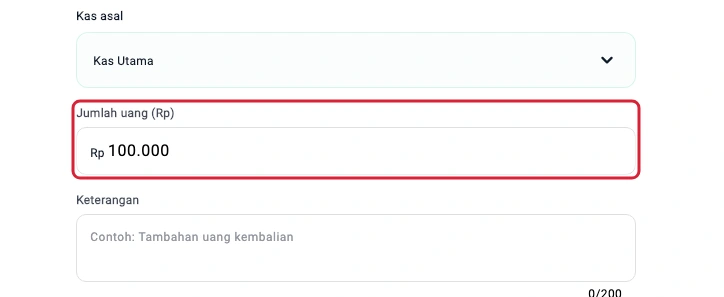 Kas asal
Kas Utama
Jumlah uang (Rp)
Rp 100.000
Keterangan
Contoh: Tambahan uang kembalian
0/200